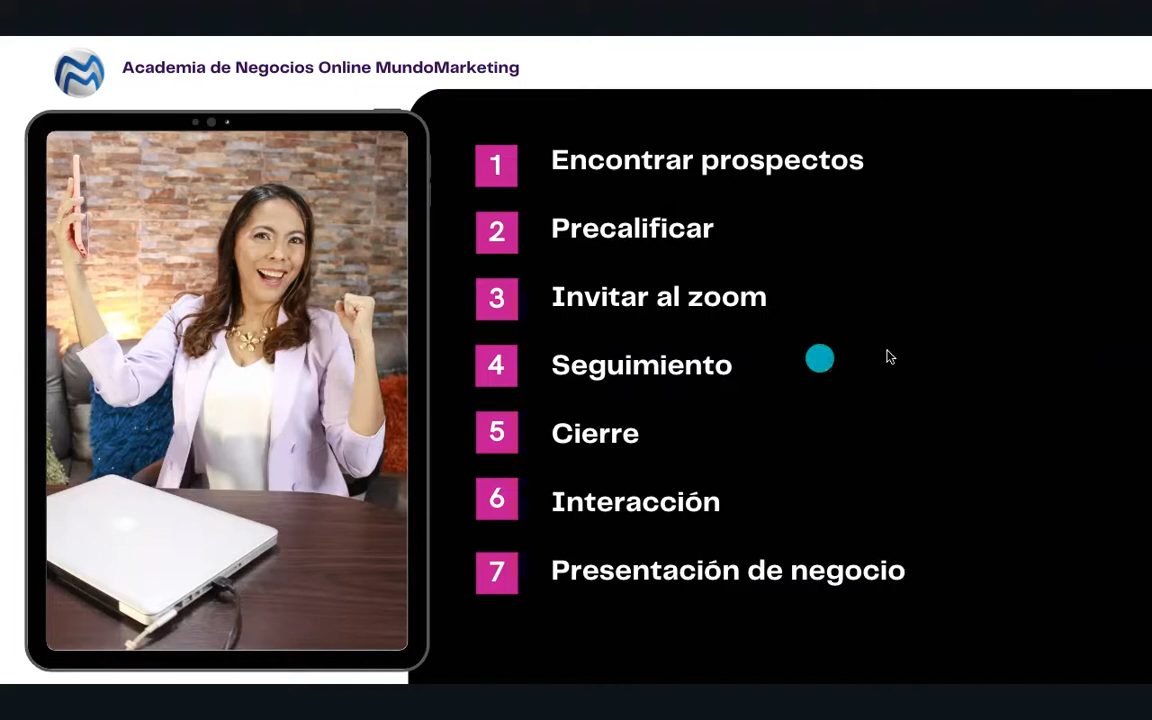 Academia de Negocios Online MundoMarketing
1 Encontrar prospectos
2 Precalificar
3 Invitar al zoom
4 Seguimiento
5 Cierre
6 Interacción
7 Presentación de negocio